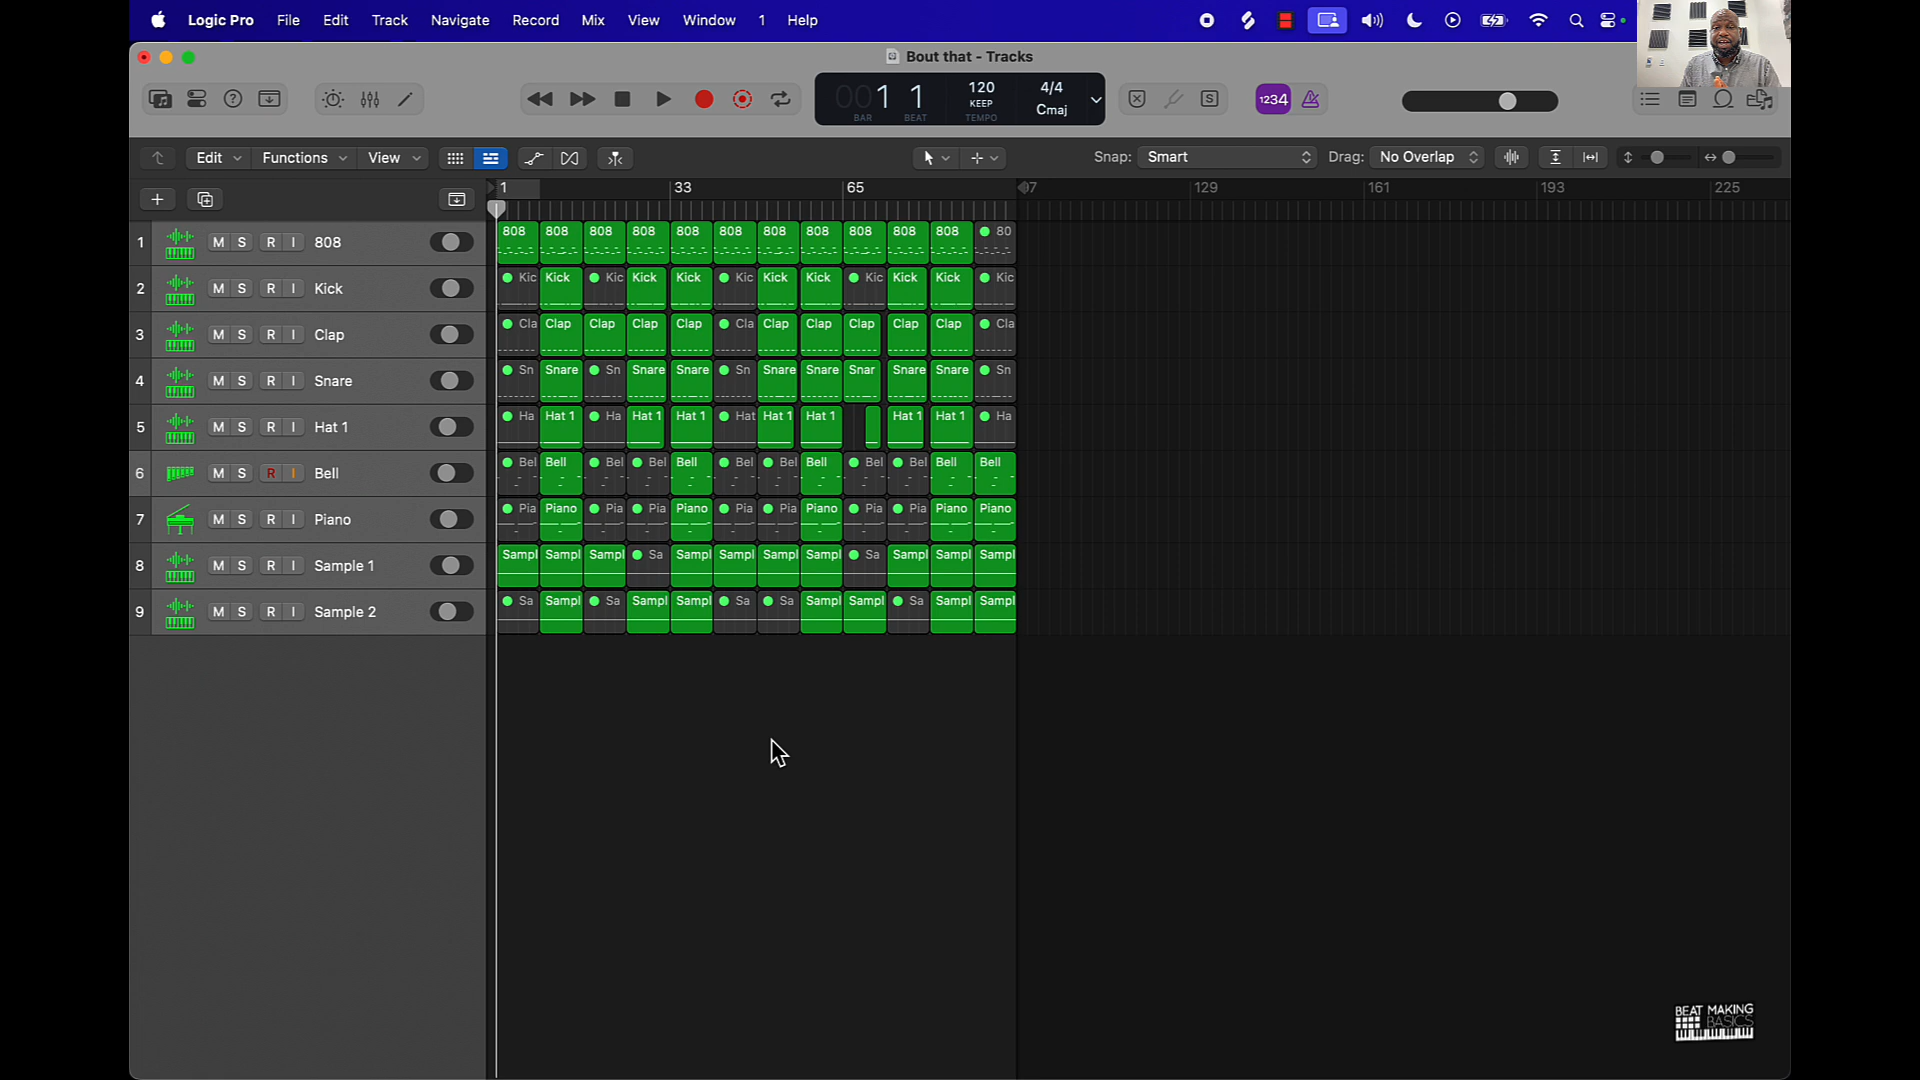 Logic Pro File Edit Track Navigate Record Mix View Window 1 Help
Bout that - Tracks
001 1 120 4/4
KEEP Cmaj
BAR BEAT TEMPO
1234
S
Edit Functions View Snap: Smart Drag: No Overlap
1 33 65 97 129 161 193 225
1 M S R I 808 808 808 808 808 808 808 808 808 808 808 808 80
2 M S R I Kick Kic Kick Kic Kick Kick Kic Kick Kick Kic Kick Kick Kic
3 M S R I Clap Cla Clap Clap Clap Clap Cla Clap Clap Clap Clap Clap Cla
4 M S R I Snare Sn Snare Sn Snare Snare Sn Snare Snare Snar Snare Snare Sn
5 M S R I Hat 1 Ha Hat 1 Ha Hat 1 Hat 1 Hat Hat 1 Hat 1 Hat 1 Hat 1 Ha
6 M S R I Bell Bel Bell Bel Bel Bell Bel Bel Bell Bel Bel Bell Bell
7 M S R I Piano Pia Piano Pia Pia Piano Pia Pia Piano Pia Pia Piano Piano
8 M S R I Sample 1 Sampl Sampl Sampl Sa Sampl Sampl Sampl Sampl Sa Sampl Sampl Sampl
9 M S R I Sample 2 Sa Sampl Sa Sampl Sampl Sa Sa Sampl Sampl Sa Sampl Sampl
BEAT MAKING
BASICS